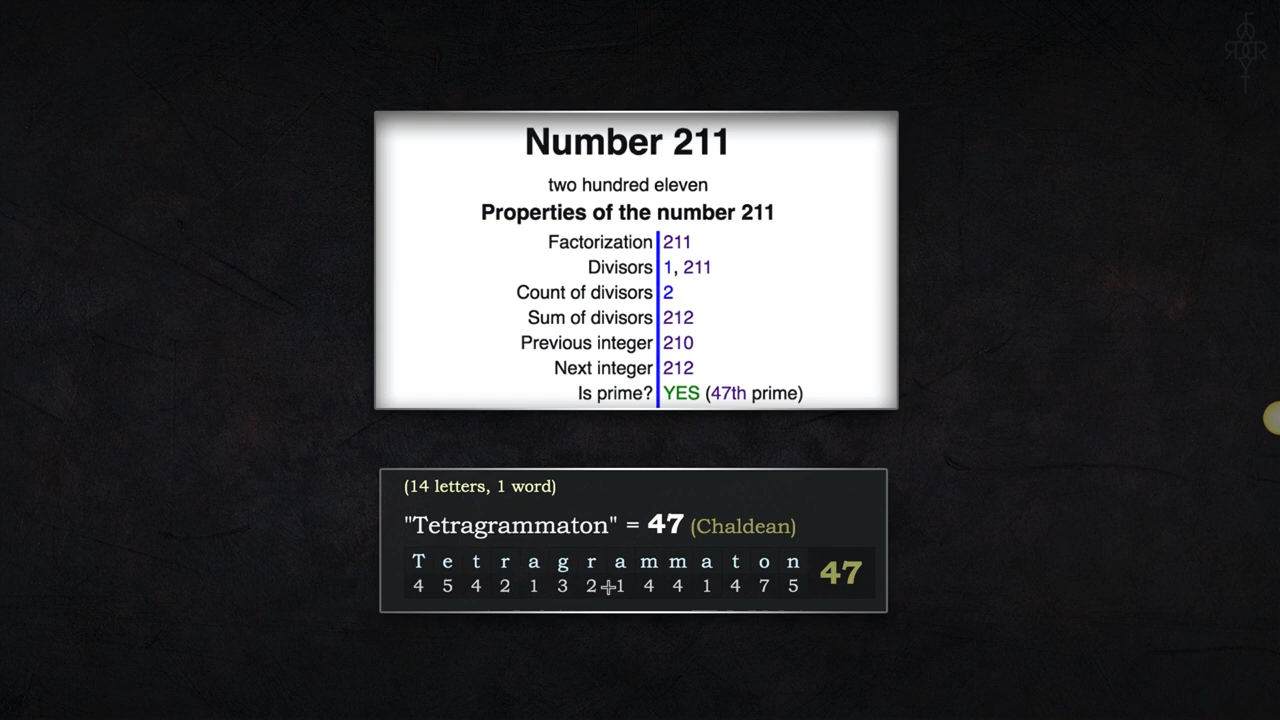 Number 211
two hundred eleven
Properties of the number 211
Factorization 211
Divisors 1, 211
Count of divisors 2
Sum of divisors 212
Previous integer 210
Next integer 212
Is prime? YES (47th prime)
(14 letters, 1 word)
"Tetragrammaton" = 47 (Chaldean)
T e t r a g r a m m a t o n 47
4 5 4 2 1 3 2 1 4 4 1 4 7 5